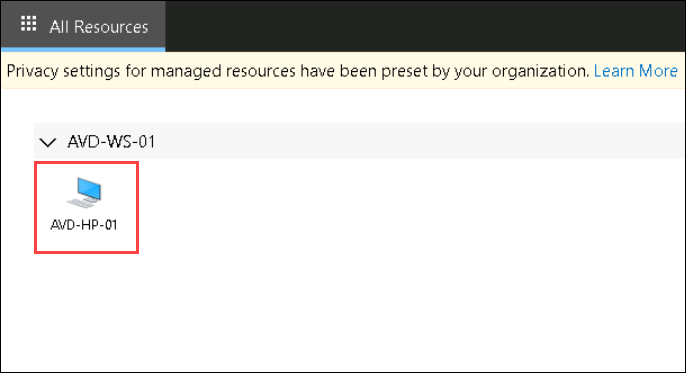 All Resources
Privacy settings for managed resources have been preset by your organization. Learn More
AVD-WS-01
AVD-HP-01